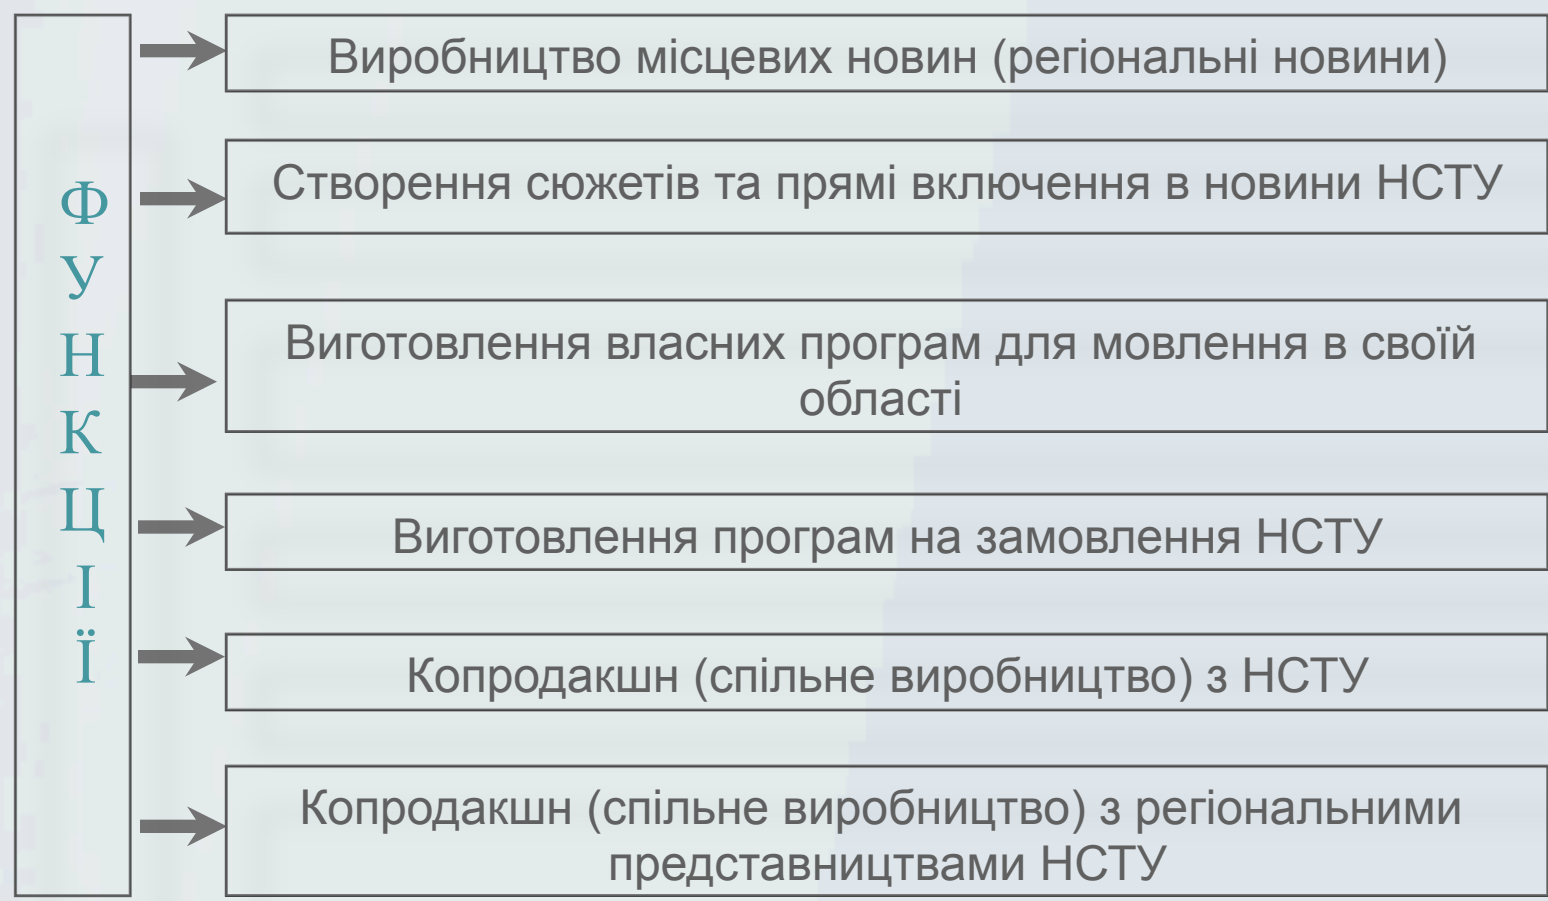 ФУНКЦІЇ
Виробництво місцевих новин (регіональні новини)
Створення сюжетів та прямі включення в новини НСТУ
Виготовлення власних програм для мовлення в своїй
області
Виготовлення програм на замовлення НСТУ
Копродакшн (спільне виробництво) з НСТУ
Копродакшн (спільне виробництво) з регіональними
представництвами НСТУ